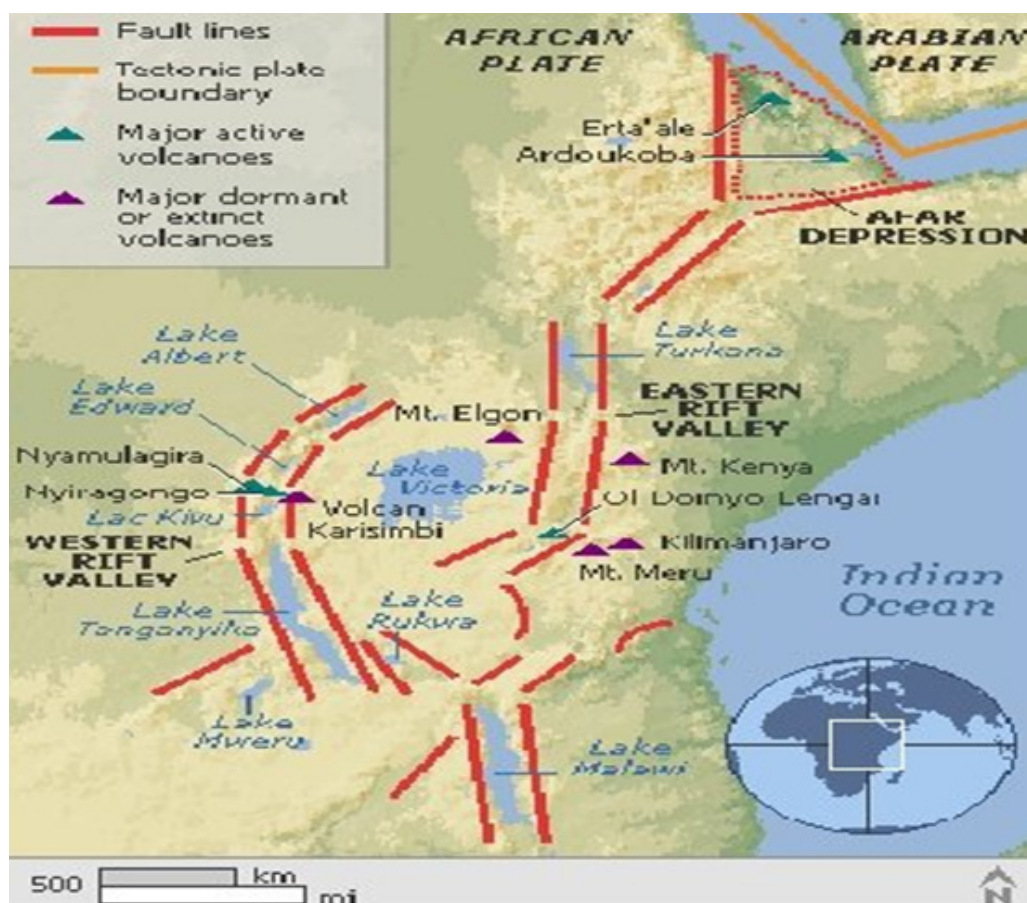 Fault lines
Tectonic plate
boundary
Major active
volcanoes
Major dormant
or extinct
volcanoes
AFRICAN
PLATE
ARABIAN
PLATE
Erta'ale
Ardoukoba
AFAR
DEPRESSION
Lake
Albert
Lake
Turkana
Lake
Edward
EASTERN
RIFT
VALLEY
Mt. Elgon
Nyamulagira
Mt. Kenya
Lake
Victoria
Nyiragongo
Ol Doinyo Lengai
Lac Kivu
Volcan
Karisimbi
Kilimanjaro
WESTERN
RIFT
VALLEY
Mt. Meru
Indian
Ocean
Lake
Tanganyika
Lake
Rukwa
Lake
Mweru
Lake
Malawi
500
km
mi
N